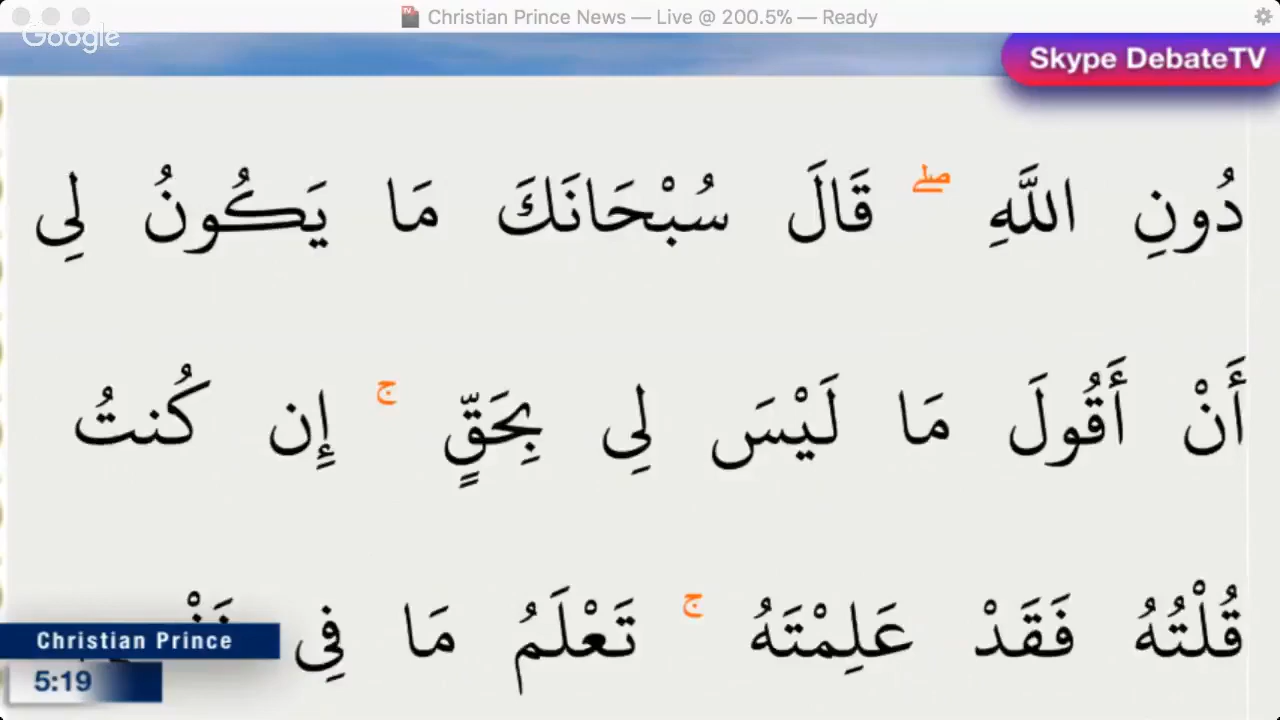 Christian Prince News — Live @ 200.5% — Ready
Google
Skype DebateTV
دُونِ اللَّهِ ۖ قَالَ سُبْحَانَكَ مَا يَكُونُ لِي
أَنْ أَقُولَ مَا لَيْسَ لِي بِحَقٍّ ۚ إِن كُنتُ
قُلْتُهُ فَقَدْ عَلِمْتَهُ ۚ تَعْلَمُ مَا فِي
Christian Prince
5:19